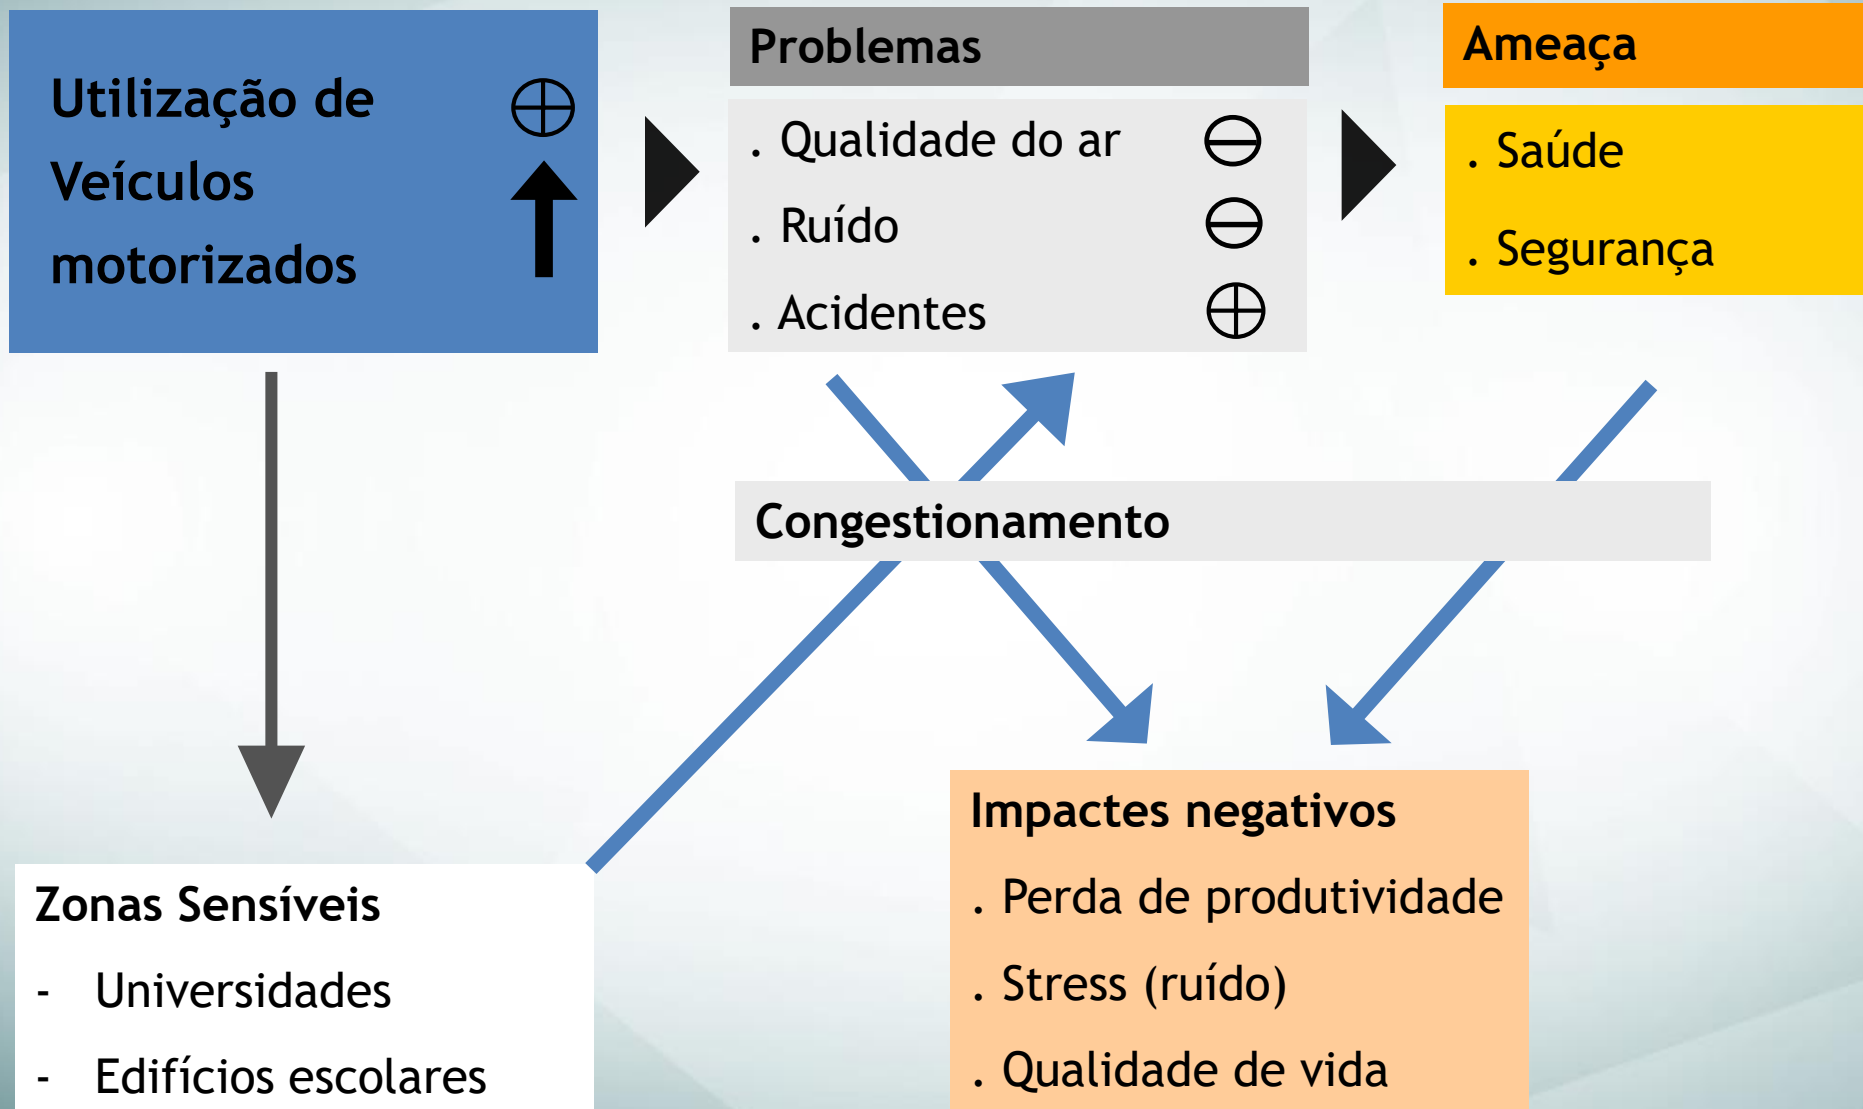 Utilização de
Veículos
motorizados
Problemas
. Qualidade do ar
. Ruído
. Acidentes
Ameaça
. Saúde
. Segurança
Congestionamento
Zonas Sensíveis
- Universidades
- Edifícios escolares
Impactes negativos
. Perda de produtividade
. Stress (ruído)
. Qualidade de vida